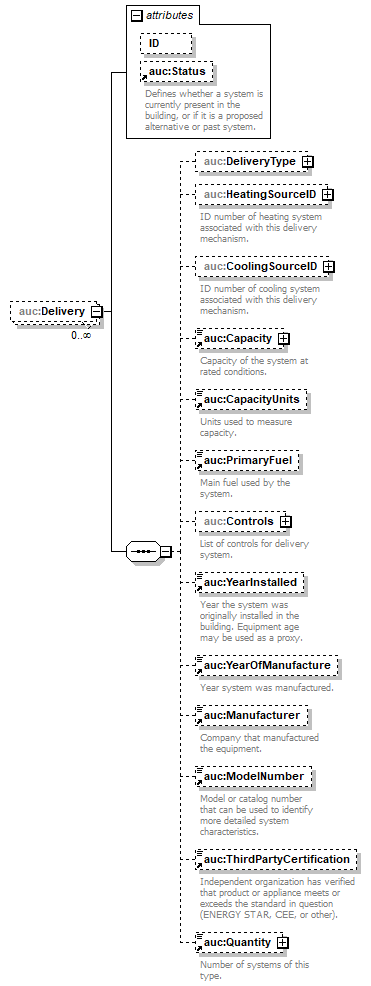 attributes
ID
auc:Status
Defines whether a system is
currently present in the
building, or if it is a proposed
alternative or past system.
auc:Delivery
0..∞
auc:DeliveryType
auc:HeatingSourceID
ID number of heating system
associated with this delivery
mechanism.
auc:CoolingSourceID
ID number of cooling system
associated with this delivery
mechanism.
auc:Capacity
Capacity of the system at
rated conditions.
auc:CapacityUnits
Units used to measure
capacity.
auc:PrimaryFuel
Main fuel used by the
system.
auc:Controls
List of controls for delivery
system.
auc:YearInstalled
Year the system was
originally installed in the
building. Equipment age
may be used as a proxy.
auc:YearOfManufacture
Year system was manufactured.
auc:Manufacturer
Company that manufactured
the equipment.
auc:ModelNumber
Model or catalog number
that can be used to identify
more detailed system
characteristics.
auc:ThirdPartyCertification
Independent organization has verified
that product or appliance meets or
exceeds the standard in question
(ENERGY STAR, CEE, or other).
auc:Quantity
Number of systems of this
type.